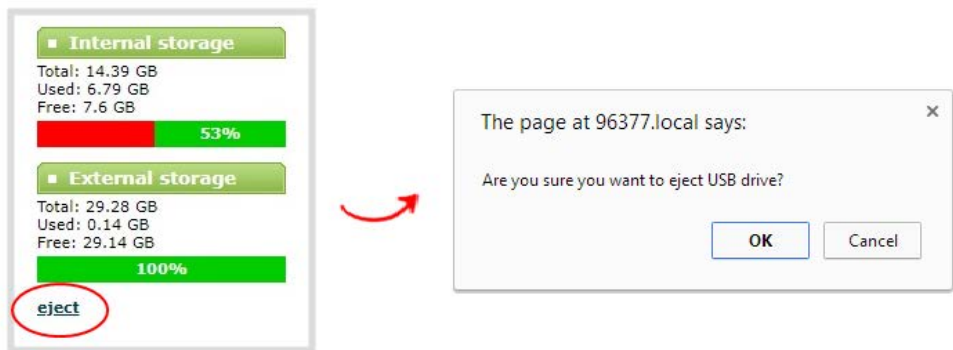 Internal storage
Total: 14.39 GB
Used: 6.79 GB
Free: 7.6 GB
53%
External storage
Total: 29.28 GB
Used: 0.14 GB
Free: 29.14 GB
100%
eject
The page at 96377.local says:
×
Are you sure you want to eject USB drive?
OK
Cancel